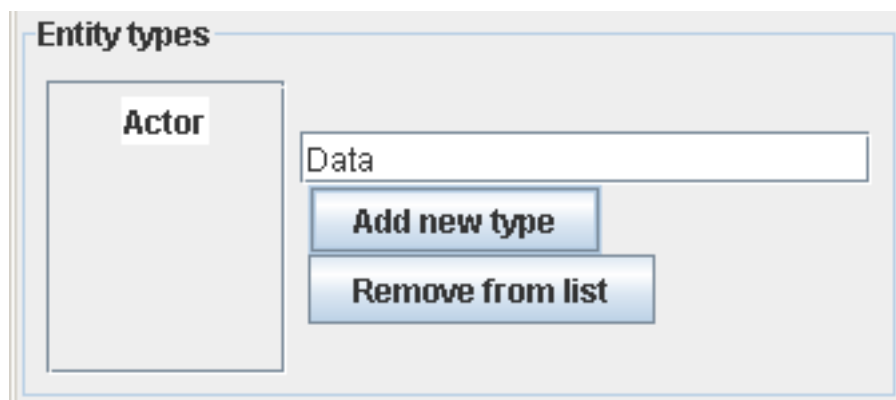 Entity types
Actor
Data
Add new type
Remove from list